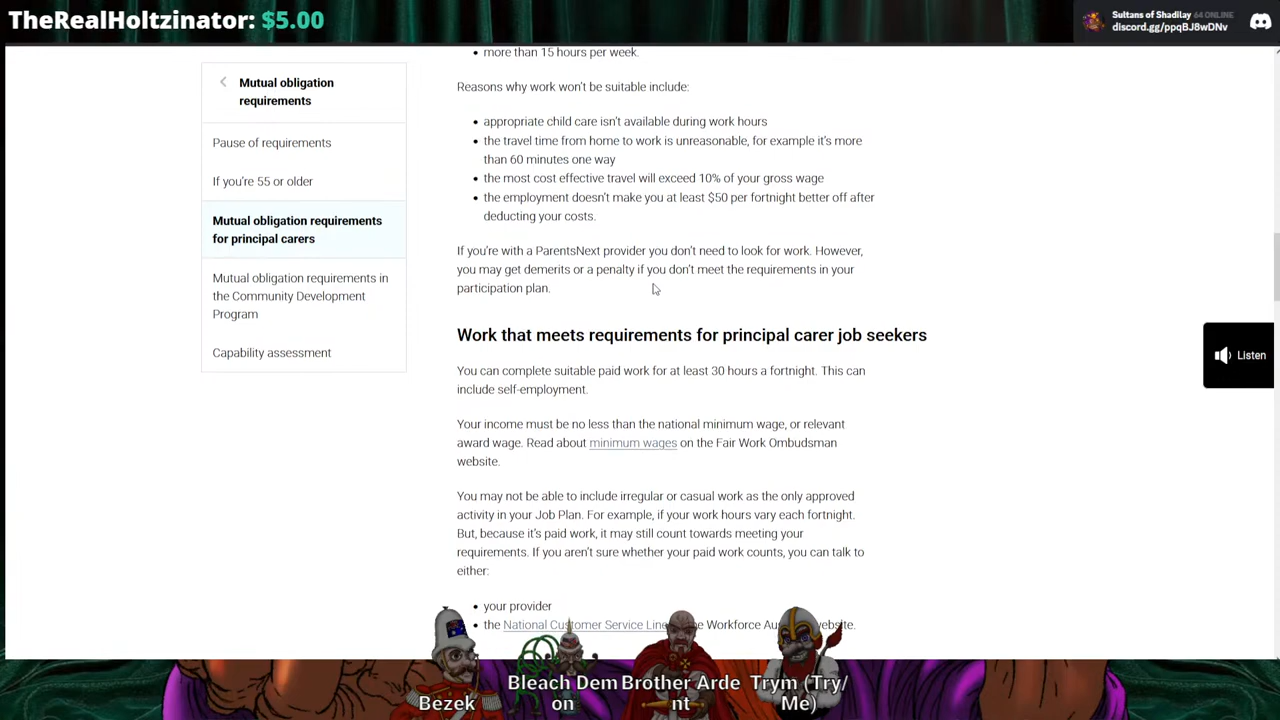 TheRealHoltzinator: $5.00
Sultans of Shadilay 64 ONLINE
discord.gg/ppqBJ8wDNv
Mutual obligation
requirements
Pause of requirements
If you're 55 or older
Mutual obligation requirements
for principal carers
Mutual obligation requirements in
the Community Development
Program
Capability assessment
more than 15 hours per week.
Reasons why work won't be suitable include:
appropriate child care isn't available during work hours
the travel time from home to work is unreasonable, for example it's more
than 60 minutes one way
the most cost effective travel will exceed 10% of your gross wage
the employment doesn't make you at least $50 per fortnight better off after
deducting your costs.
If you're with a ParentsNext provider you don't need to look for work. However,
you may get demerits or a penalty if you don't meet the requirements in your
participation plan.
Work that meets requirements for principal carer job seekers
You can complete suitable paid work for at least 30 hours a fortnight. This can
include self-employment.
Your income must be no less than the national minimum wage, or relevant
award wage. Read about minimum wages on the Fair Work Ombudsman
website.
You may not be able to include irregular or casual work as the only approved
activity in your Job Plan. For example, if your work hours vary each fortnight.
But, because it's paid work, it may still count towards meeting your
requirements. If you aren't sure whether your paid work counts, you can talk to
either:
your provider
the National Customer Service Line the Workforce website.
Listen
Bezek
Bleach Dem
on
Brother Arde
nt
Trym (Try/
Me)